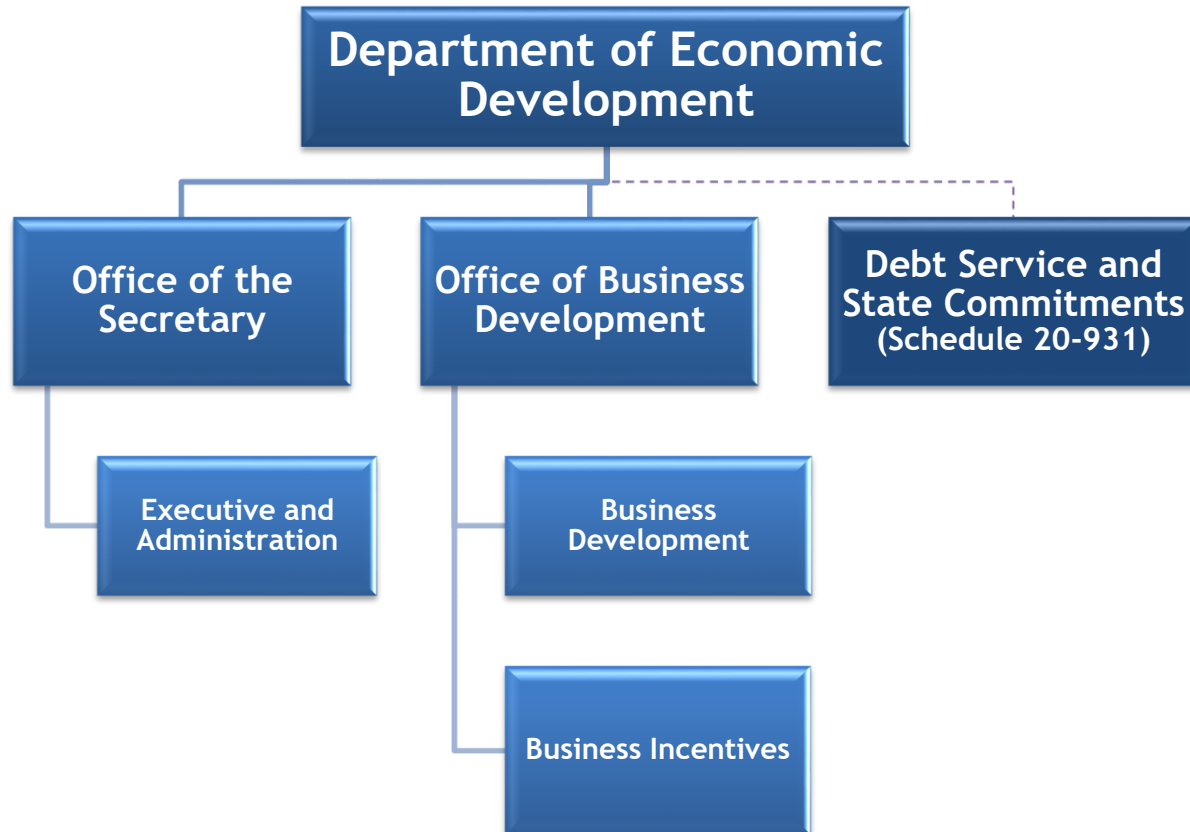 Department of Economic
Development
Office of the
Secretary
Office of Business
Development
Debt Service and
State Commitments
(Schedule 20-931)
Executive and
Administration
Business
Development
Business Incentives